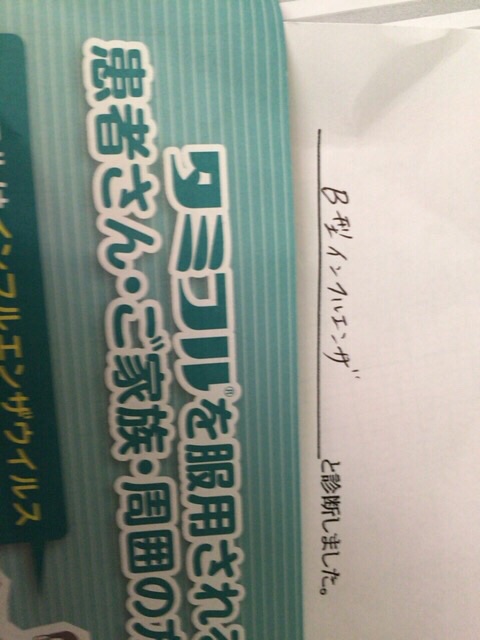 B型インフルエンザ と診断しました。
タミフル®を服用される
患者さん・ご家族・周囲の方
はインフルエンザウイルス